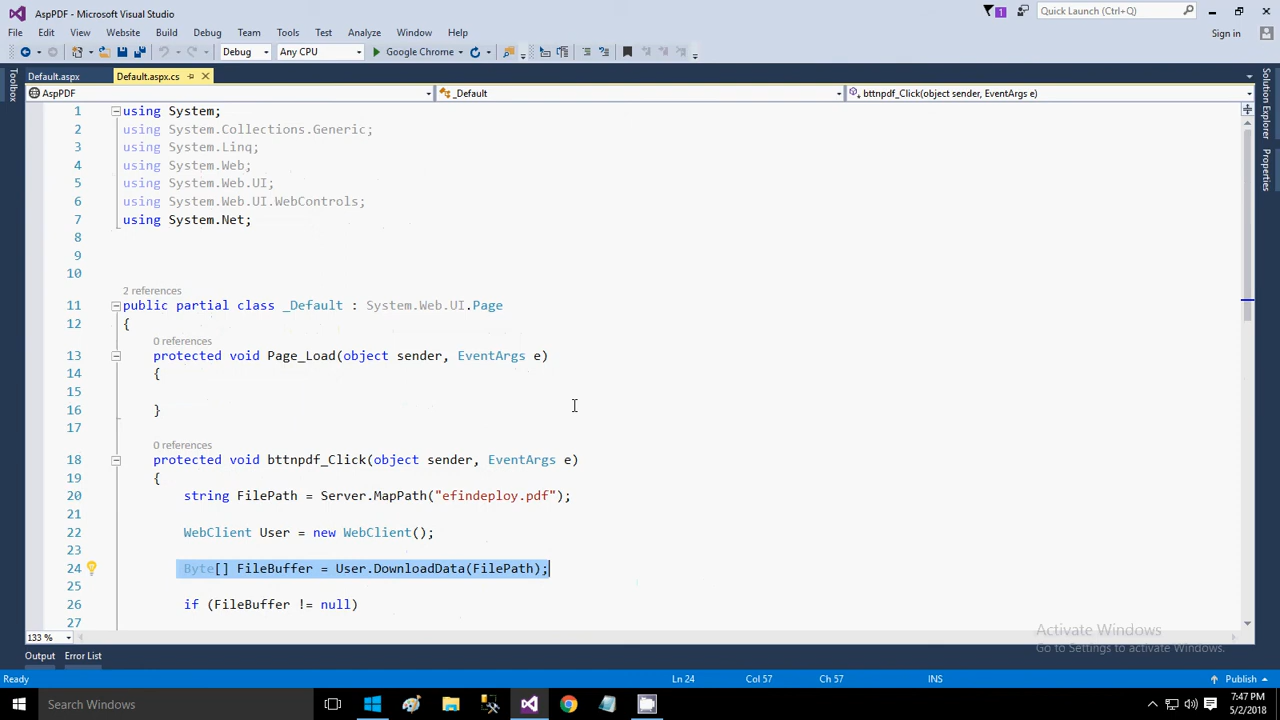 AspPDF - Microsoft Visual Studio
1
Quick Launch (Ctrl+Q)
File Edit View Website Build Debug Team Tools Test Analyze Window Help
Sign in
Debug Any CPU Google Chrome
Toolbox
Default.aspx Default.aspx.cs
AspPDF _Default bttnpdf_Click(object sender, EventArgs e)
Solution Explorer
Properties
1 using System;
2 using System.Collections.Generic;
3 using System.Linq;
4 using System.Web;
5 using System.Web.UI;
6 using System.Web.UI.WebControls;
7 using System.Net;
8
9
10
2 references
11 public partial class _Default : System.Web.UI.Page
12 {
0 references
13 protected void Page_Load(object sender, EventArgs e)
14 {
15
16 }
17
0 references
18 protected void bttnpdf_Click(object sender, EventArgs e)
19 {
20 string FilePath = Server.MapPath("efindeploy.pdf");
21
22 WebClient User = new WebClient();
23
24 Byte[] FileBuffer = User.DownloadData(FilePath);
25
26 if (FileBuffer != null)
27
133 %
Activate Windows
Go to Settings to activate Windows.
Output Error List
Ready Ln 24 Col 57 Ch 57 INS Publish
Search Windows
7:47 PM
5/2/2018